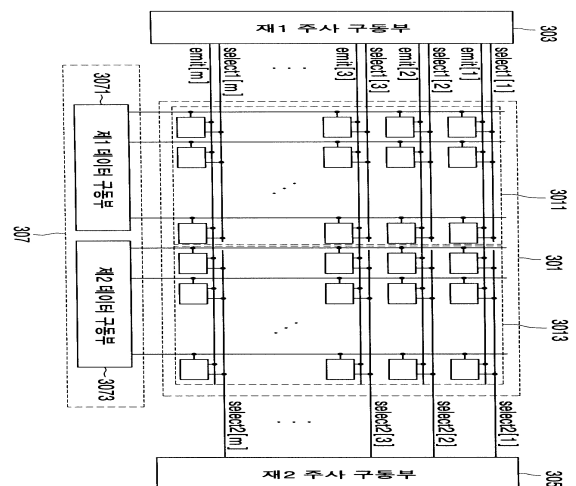 재1 주사 구동부
303
emit[m]
select1[m]
. . .
emit[3]
select1[3]
emit[2]
select1[2]
emit[1]
select1[1]
3071
제1 데이터 구동부
307
제2 데이터 구동부
3073
3011
301
3013
select2[m]
. . .
select2[3]
select2[2]
select2[1]
재2 주사 구동부
305